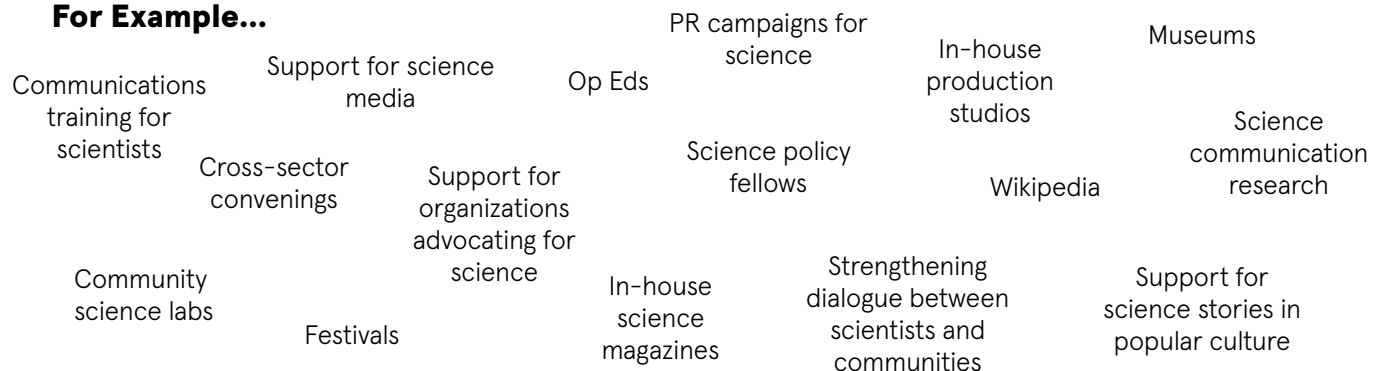 For Example...
Communications
training for
scientists
Support for science
media
Op Eds
PR campaigns for
science
In-house
production
studios
Museums
Cross-sector
convenings
Support for
organizations
advocating for
science
Science policy
fellows
Wikipedia
Science
communication
research
Community
science labs
Festivals
In-house
science
magazines
Strengthening
dialogue between
scientists and
communities
Support for
science stories in
popular culture